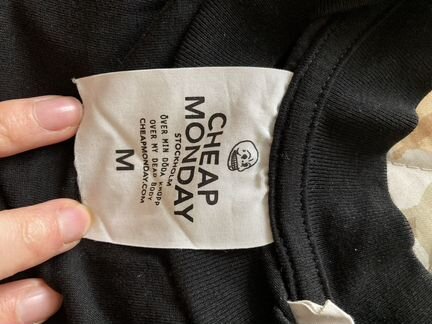 CHEAP
MONDAY
STOCKHOLM
ÖVER MIN DÖDA KROPP
OVER MY DEAD BODY
CHEAPMONDAY.COM
M